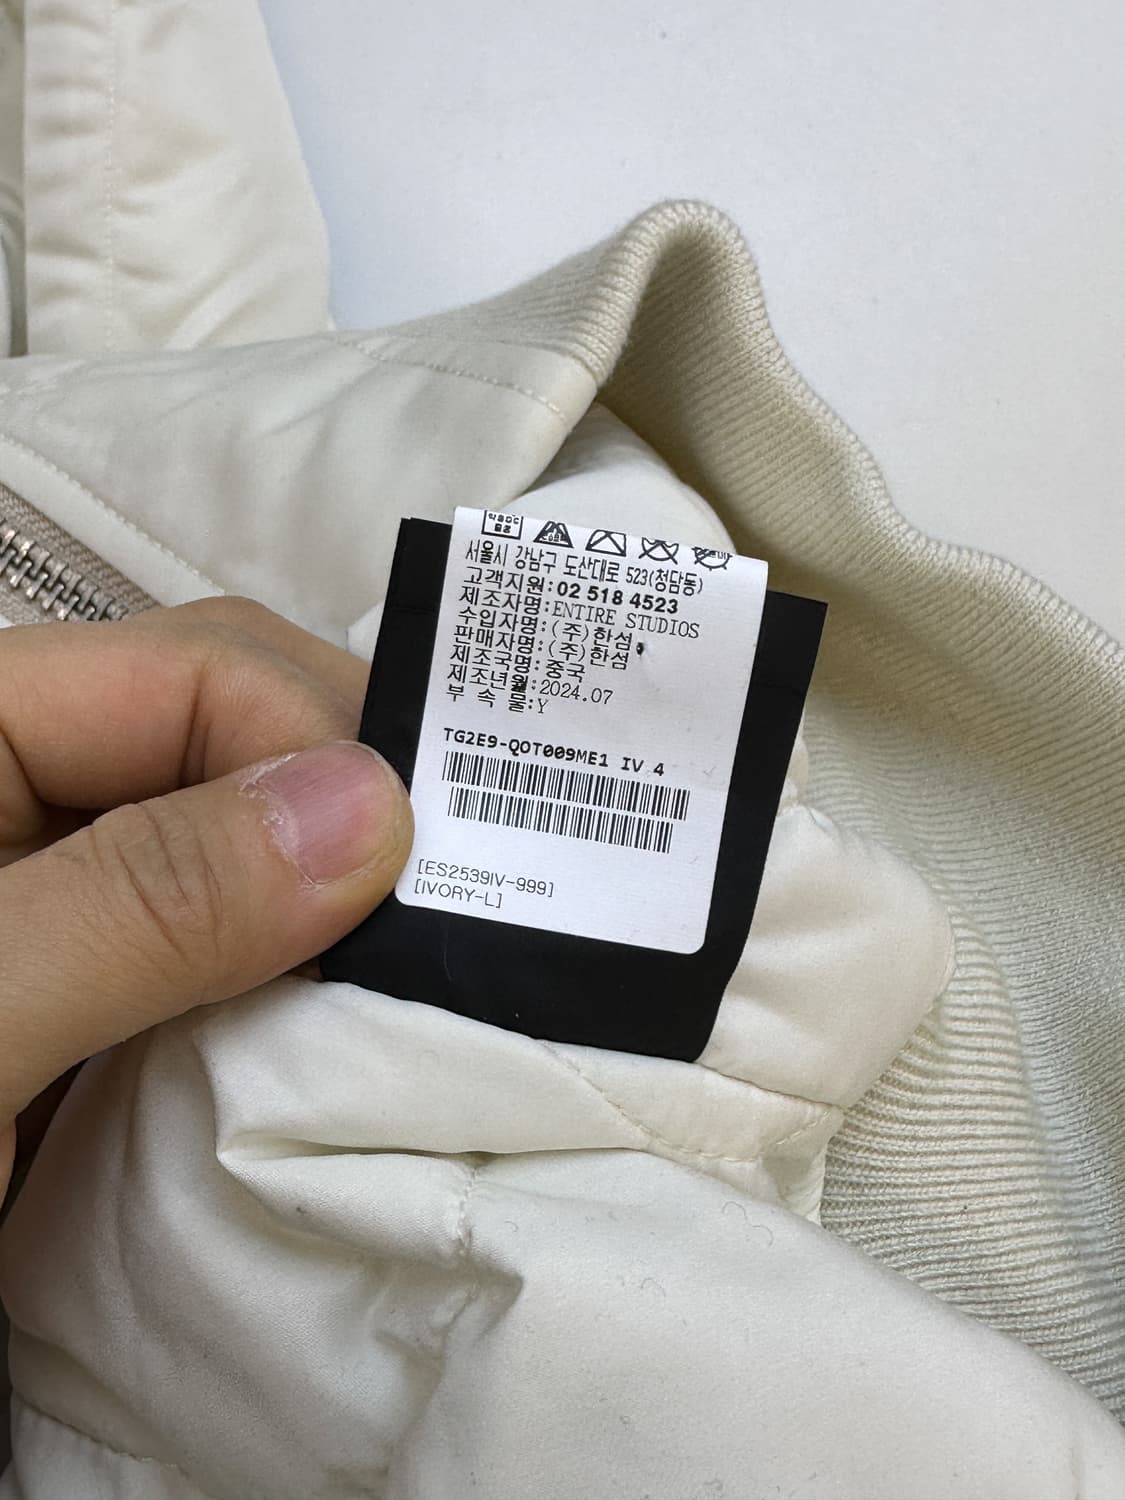 서울시 강남구 도산대로 523(청담동)
고객지원:02 518 4523
제조자명:ENTIRE STUDIOS
수입자명:(주)한섬
판매자명:(주)한섬
제조국명:중국
제조년월:2024.07
부 속 물:Y
TG2E9-QOT009ME1 IV 4
[ES2539IV-999]
[IVORY-L]